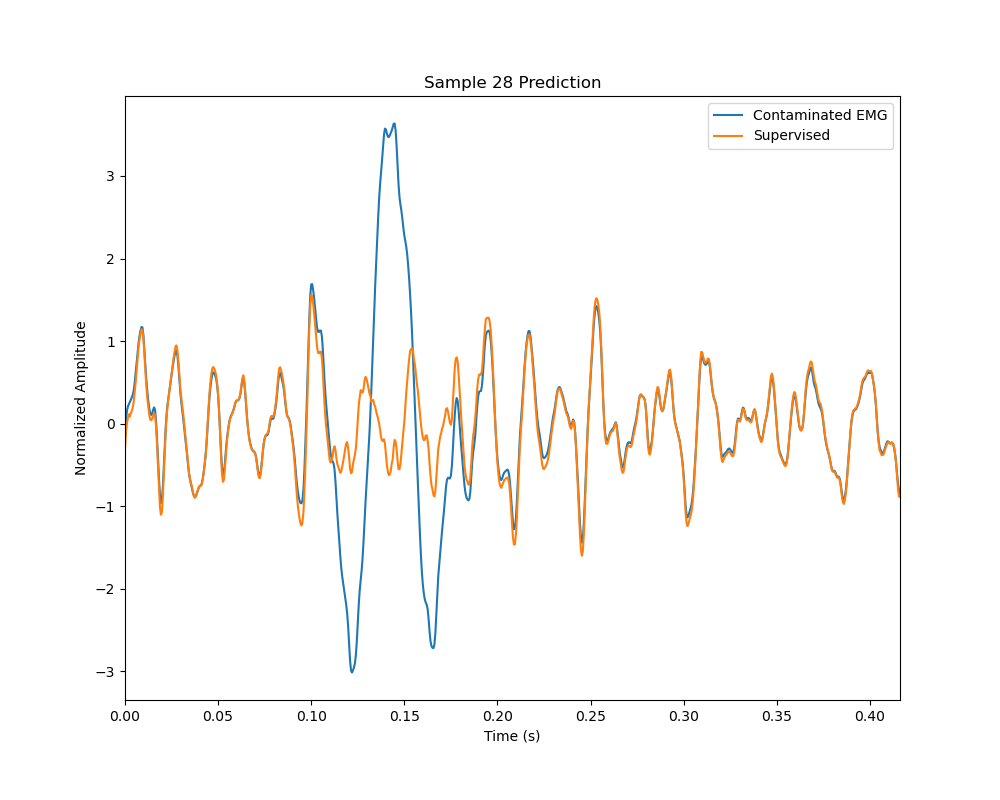 Sample 28 Prediction
Contaminated EMG
Supervised
Normalized Amplitude
3
2
1
0
−1
−2
−3
0.00 0.05 0.10 0.15 0.20 0.25 0.30 0.35 0.40
Time (s)